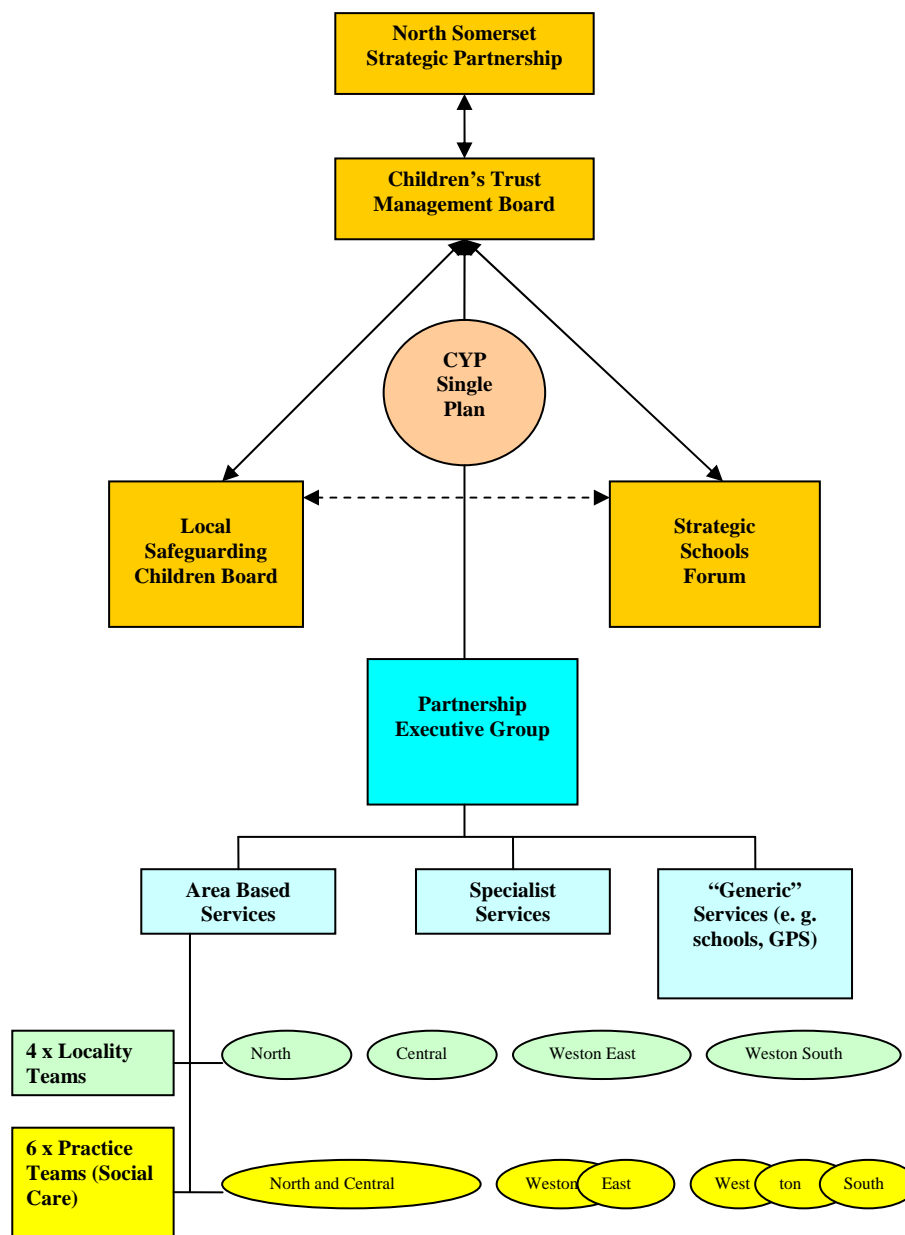 North Somerset
Strategic Partnership
Children's Trust
Management Board
CYP
Single
Plan
Local
Safeguarding
Children Board
Strategic
Schools
Forum
Partnership
Executive Group
Area Based
Services
Specialist
Services
“Generic”
Services (e. g.
schools, GPS)
4 x Locality
Teams
North
Central
Weston East
Weston South
6 x Practice
Teams (Social
Care)
North and Central
Weston
East
West
ton
South